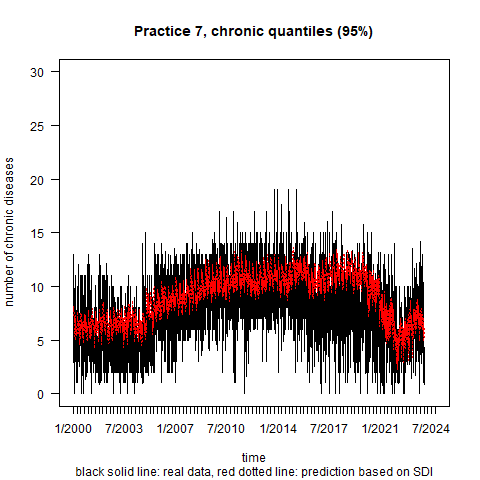 Practice 7, chronic quantiles (95%)
number of chronic diseases
30
25
20
15
10
5
0
1/2000 7/2003 1/2007 7/2010 1/2014 7/2017 1/2021 7/2024
time
black solid line: real data, red dotted line: prediction based on SDI